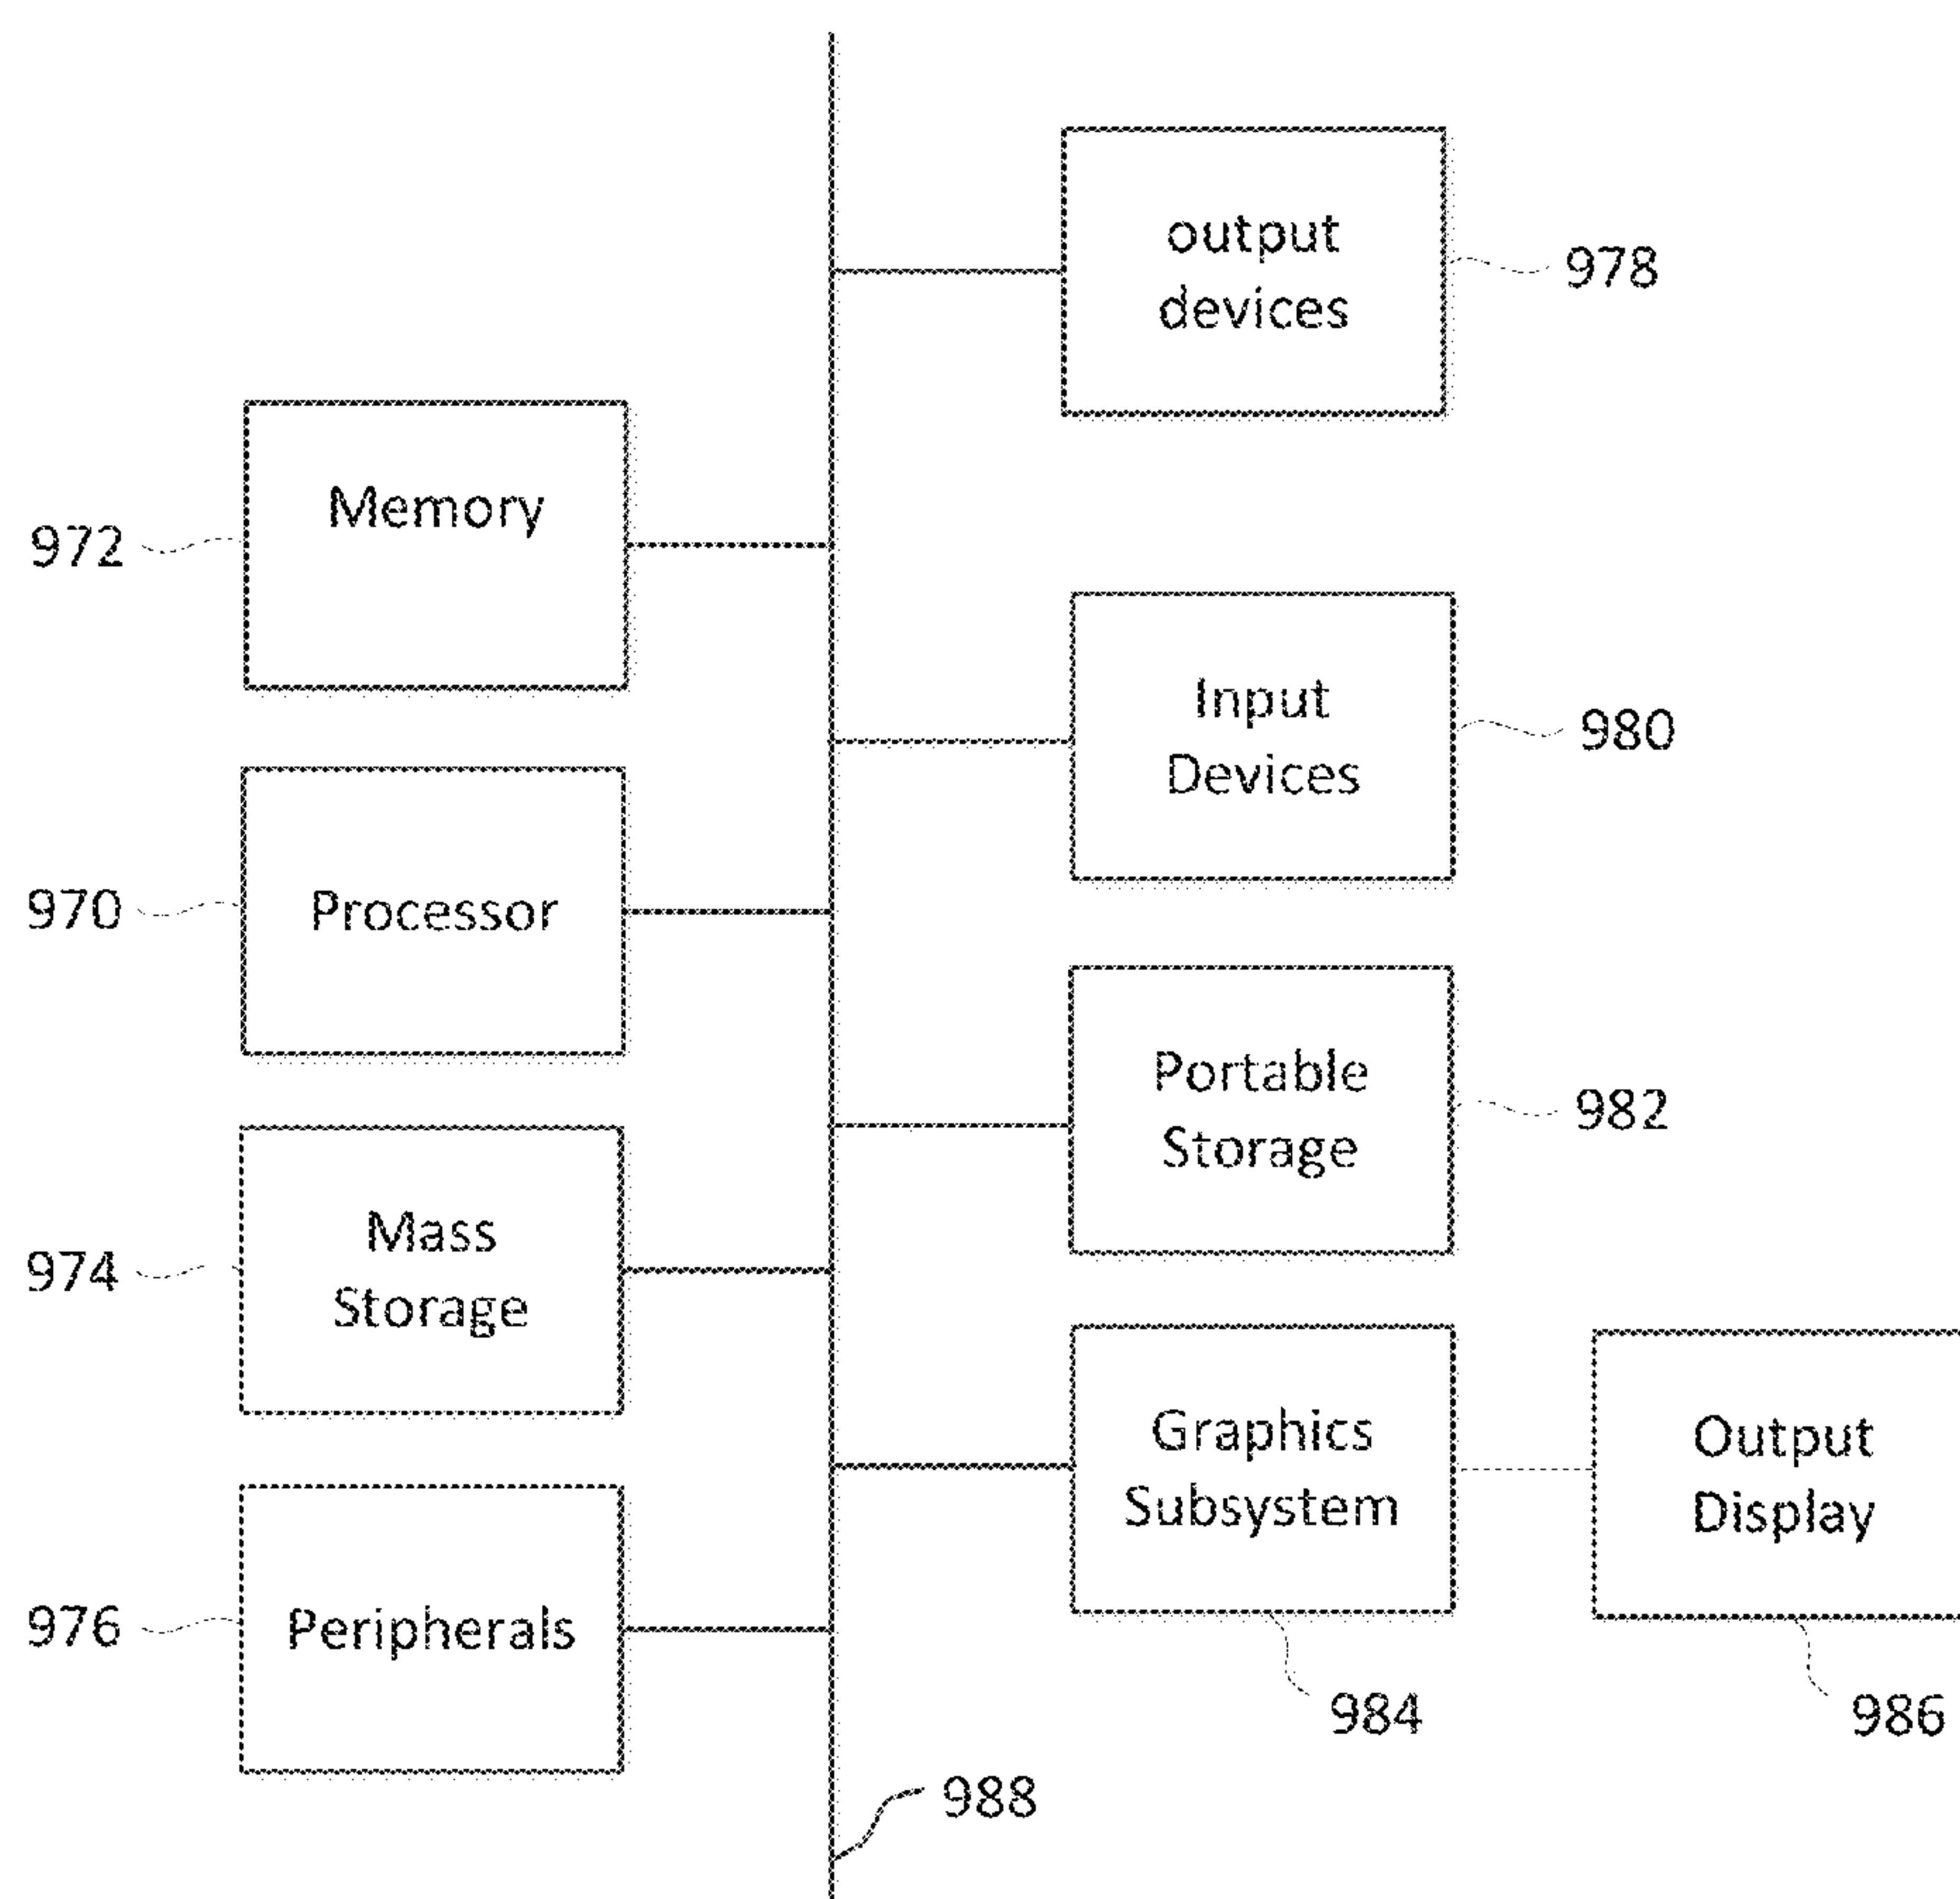 output
devices
978
Memory
972
Input
Devices
980
Processor
970
Portable
Storage
982
Mass
Storage
974
Graphics
Subsystem
984
Output
Display
986
Peripherals
976
988